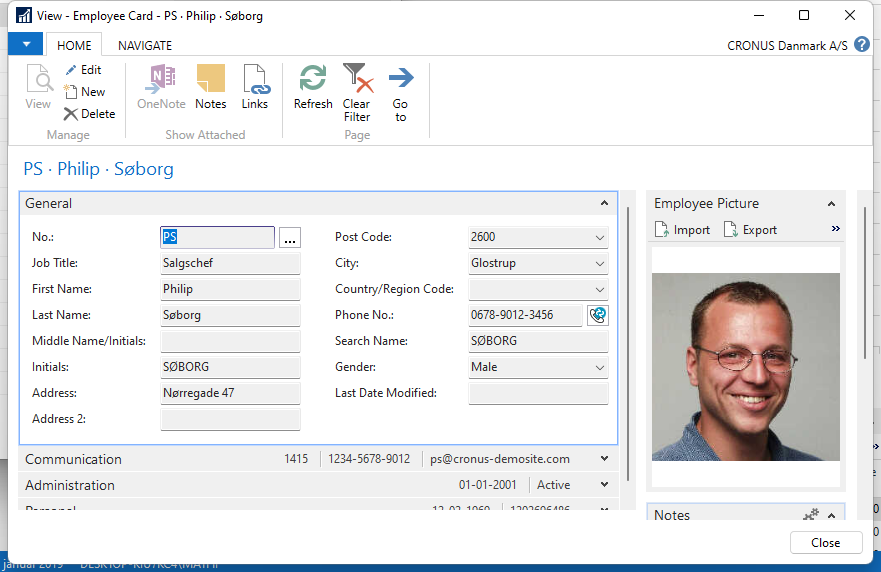 View - Employee Card - PS · Philip · Søborg
HOME NAVIGATE CRONUS Danmark A/S ?
View Edit New Delete
OneNote Notes Links
Refresh Clear Filter Go to
Manage Show Attached Page
PS · Philip · Søborg
General
No.: PS ...
Job Title: Salgschef
First Name: Philip
Last Name: Søborg
Middle Name/Initials:
Initials: SØBORG
Address: Nørregade 47
Address 2:
Post Code: 2600
City: Glostrup
Country/Region Code:
Phone No.: 0678-9012-3456
Search Name: SØBORG
Gender: Male
Last Date Modified:
Communication 1415 1234-5678-9012 ps@cronus-demosite.com
Administration 01-01-2001 Active
Personal
Employee Picture
Import Export »
Notes
Close
januar 2019